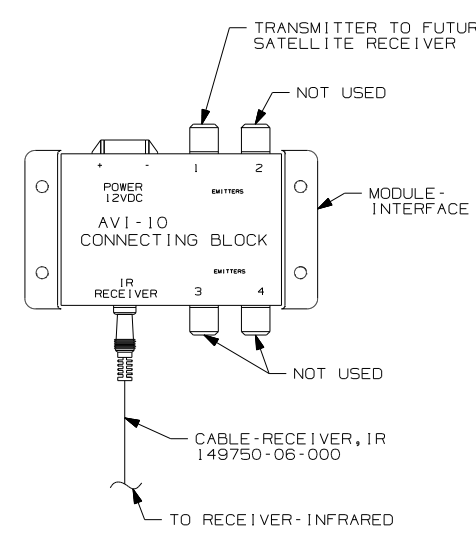 TRANSMITTER TO FUTUR
SATELLITE RECEIVER
NOT USED
+ -
1 2
POWER
12VDC
EMITTERS
MODULE-
INTERFACE
AVI-10
CONNECTING BLOCK
IR
RECEIVER
EMITTERS
3 4
NOT USED
CABLE-RECEIVER, IR
149750-06-000
TO RECEIVER-INFRARED